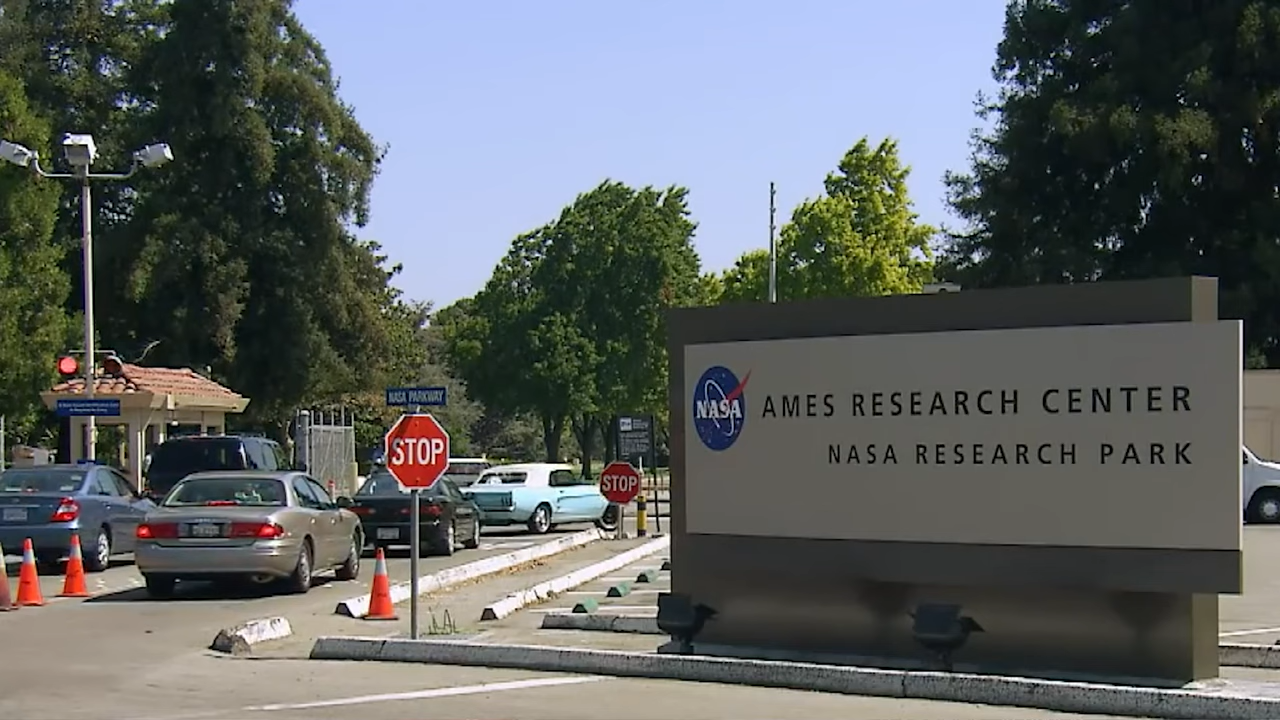 NASA PARKWAY
STOP
STOP
NASA
AMES RESEARCH CENTER
NASA RESEARCH PARK